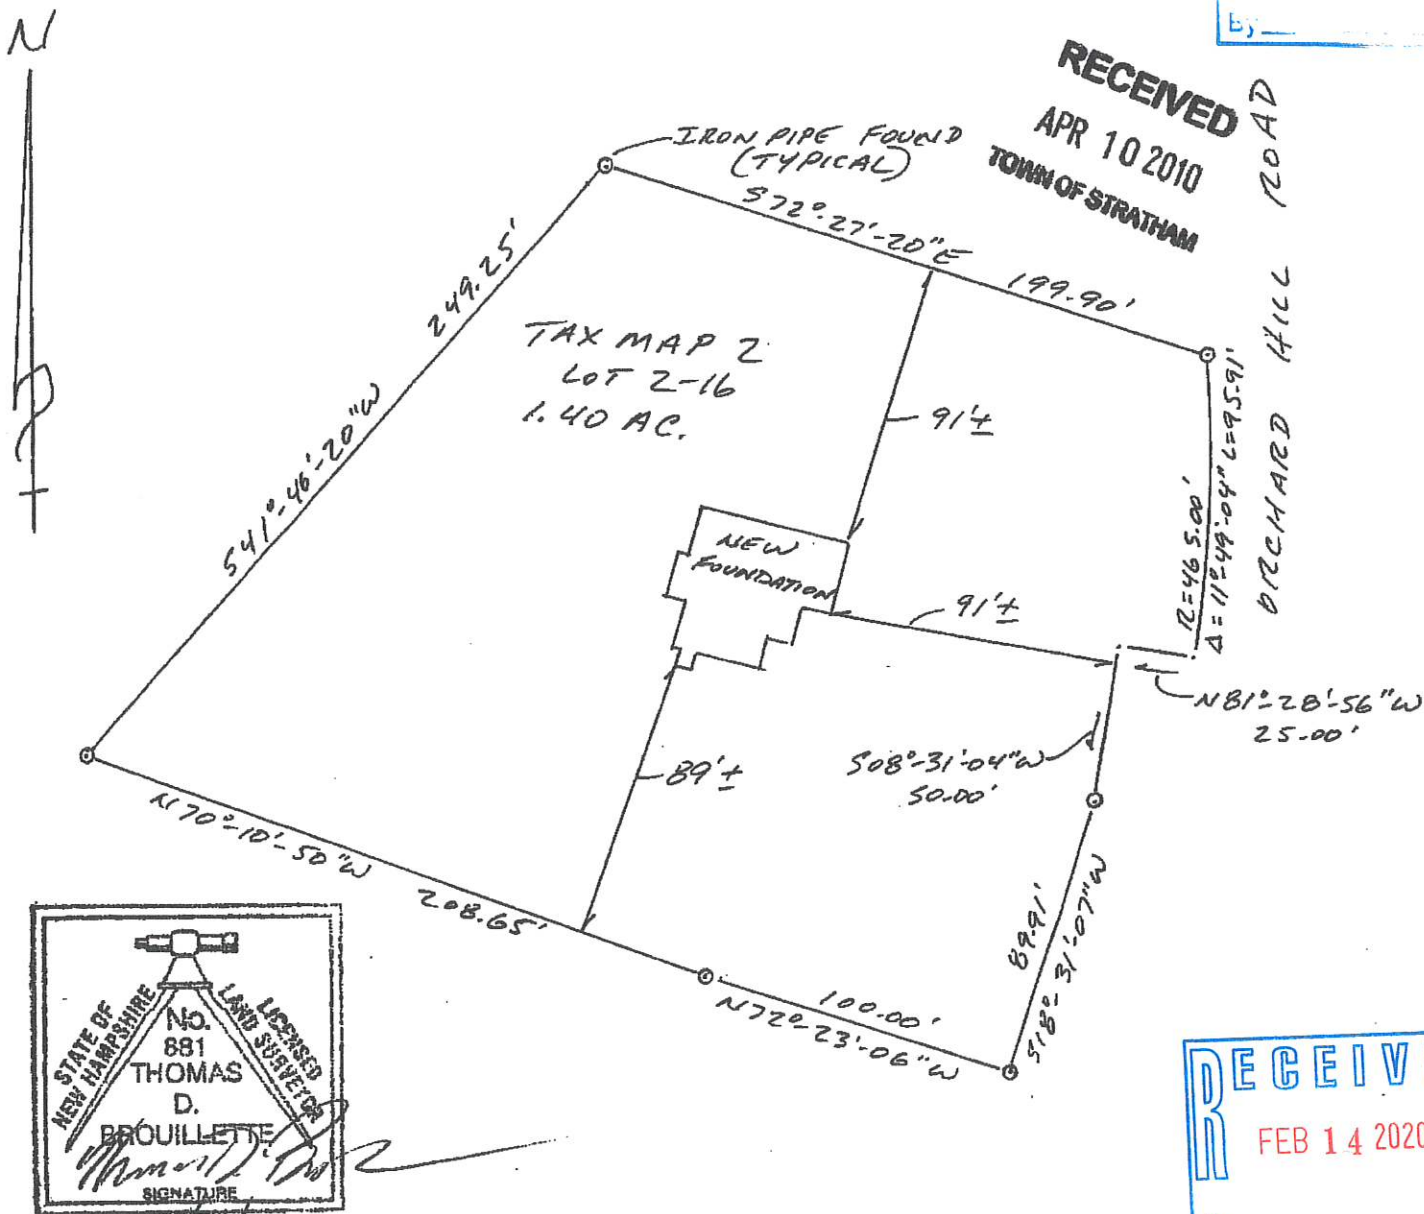 N
By
RECEIVED
APR 10 2010
TOWN OF STRATHAM
ORCHARD HILL ROAD
IRON PIPE FOUND
(TYPICAL)
S72°-27'-20"E
199.90'
249.25'
S41°-46'-20"W
TAX MAP 2
LOT 2-16
1.40 AC.
91'±
R=465.00'
Δ=11°-49'-04" L=95.91'
NEW
FOUNDATION
91'±
N81°-28'-56"W
25.00'
S08°-31'-04"W
50.00'
89'±
N70°-10'-50"W
208.65'
89.91'
S18°-31'-07"W
100.00'
N72°-23'-06"W
STATE OF
NEW HAMPSHIRE
LICENSED
LAND SURVEYOR
No.
881
THOMAS
D.
BROUILLETTE
SIGNATURE
RECEIV
FEB 14 2020